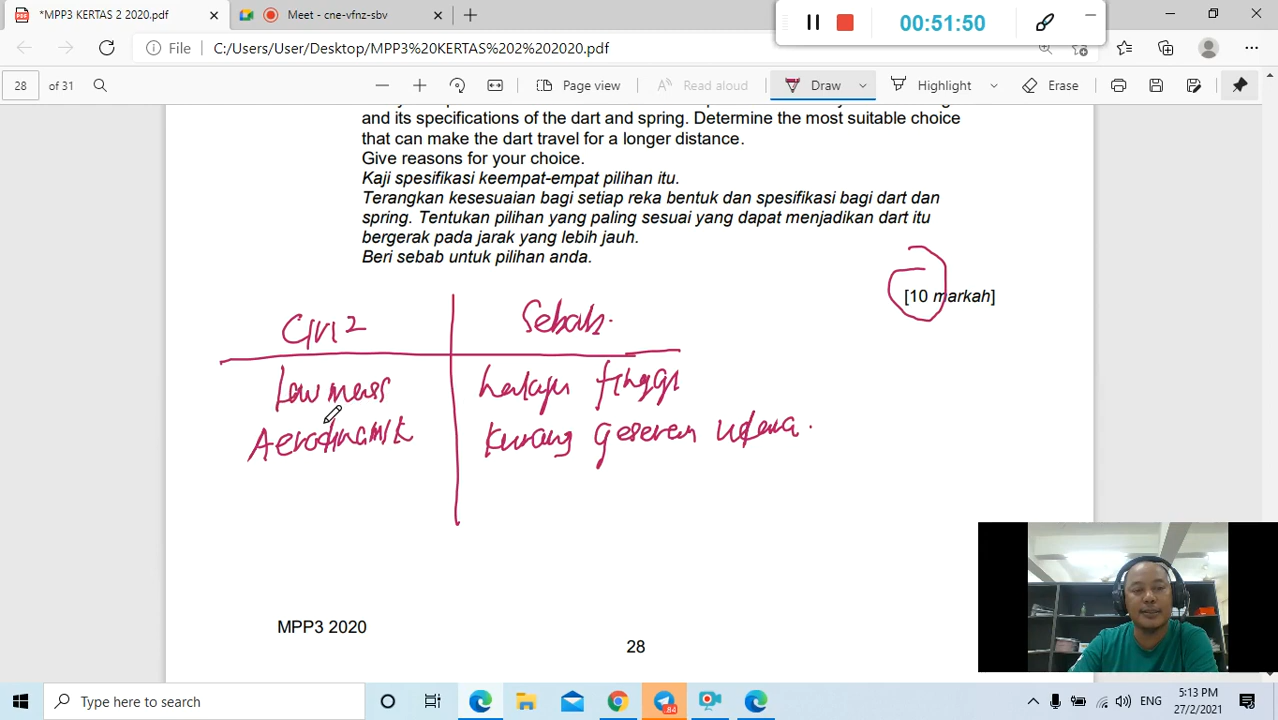 *MPP3 KERTAS 2 2020.pdf
Meet - cne-vfnz-sbv
00:51:50
File
C:/Users/User/Desktop/MPP3%20KERTAS%202%202020.pdf
28 of 31
Page view
Read aloud
Draw
Highlight
Erase
and its specifications of the dart and spring. Determine the most suitable choice
that can make the dart travel for a longer distance.
Give reasons for your choice.
Kaji spesifikasi keempat-empat pilihan itu.
Terangkan kesesuaian bagi setiap reka bentuk dan spesifikasi bagi dart dan
spring. Tentukan pilihan yang paling sesuai yang dapat menjadikan dart itu
bergerak pada jarak yang lebih jauh.
Beri sebab untuk pilihan anda.
[10 markah]
Ciri2 Sebab.
Low mass halaju tinggi
Aerodinamik kurang geseran udara.
MPP3 2020
28
Type here to search
84
ENG
5:13 PM
27/2/2021